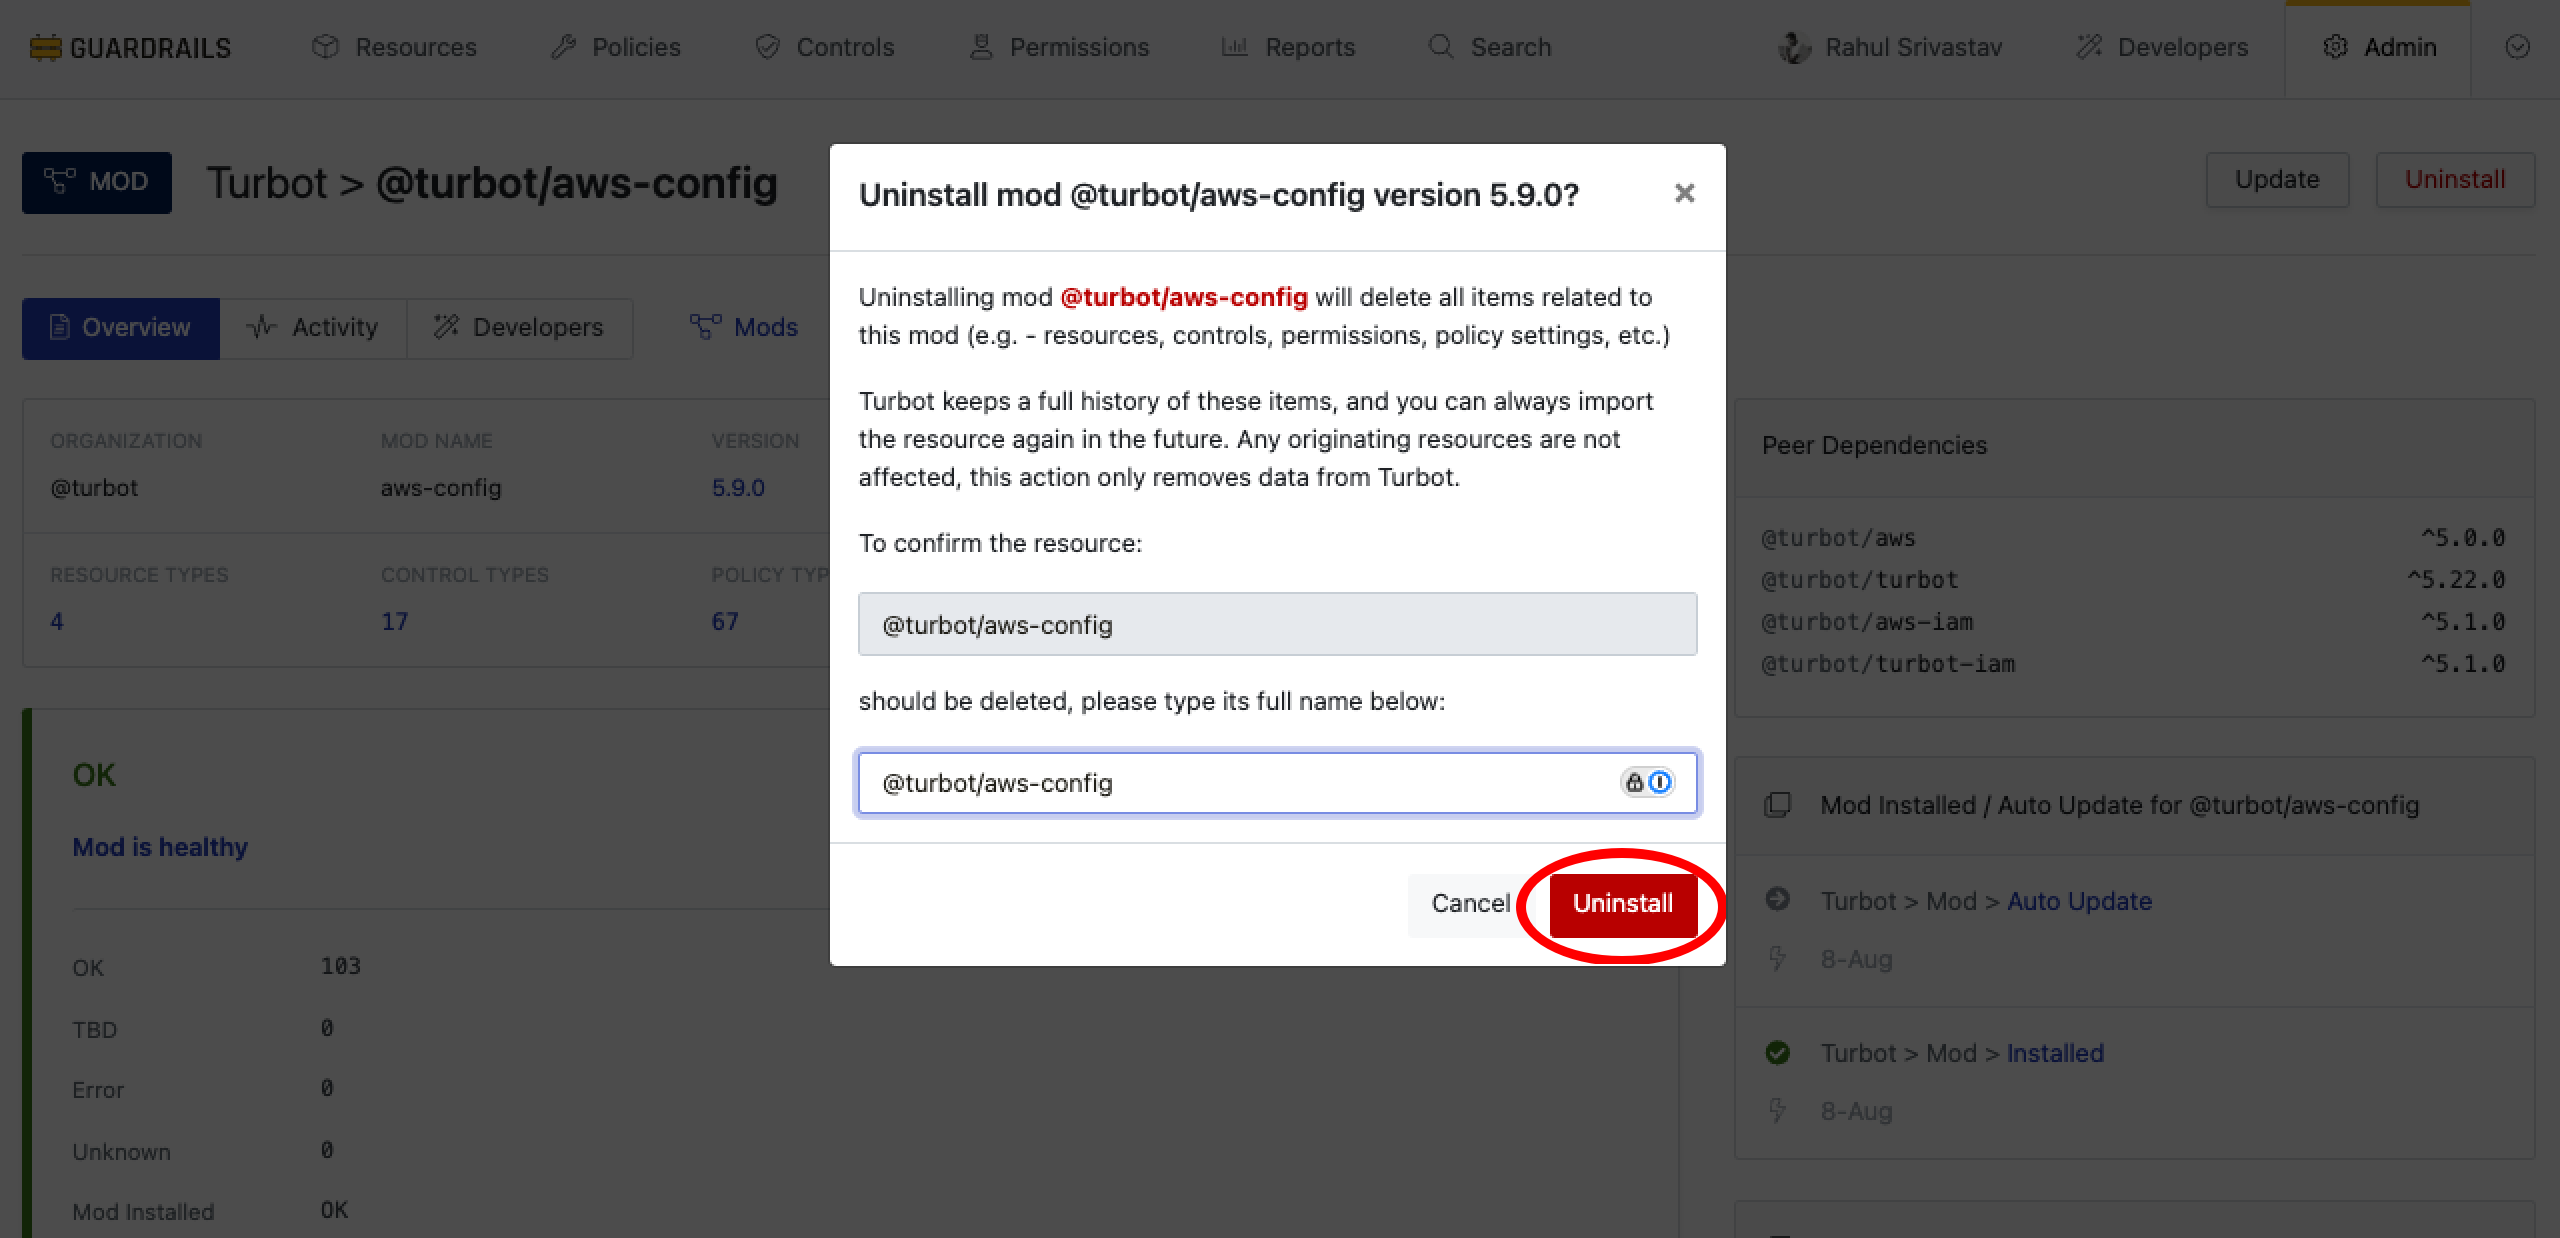 GUARDRAILS Resources Policies Controls Permissions Reports Search Rahul Srivastav Developers Admin
MOD Turbot > @turbot/aws-config
Update Uninstall
Overview Activity Developers Mods
ORGANIZATION MOD NAME VERSION
@turbot aws-config 5.9.0
RESOURCE TYPES CONTROL TYPES POLICY TYP
4 17 67
OK
Mod is healthy
OK 103
TBD 0
Error 0
Unknown 0
Mod Installed OK
Uninstall mod @turbot/aws-config version 5.9.0?
Uninstalling mod @turbot/aws-config will delete all items related to
this mod (e.g. - resources, controls, permissions, policy settings, etc.)
Turbot keeps a full history of these items, and you can always import
the resource again in the future. Any originating resources are not
affected, this action only removes data from Turbot.
To confirm the resource:
@turbot/aws-config
should be deleted, please type its full name below:
@turbot/aws-config
Cancel Uninstall
Peer Dependencies
@turbot/aws ^5.0.0
@turbot/turbot ^5.22.0
@turbot/aws-iam ^5.1.0
@turbot/turbot-iam ^5.1.0
Mod Installed / Auto Update for @turbot/aws-config
Turbot > Mod > Auto Update
8-Aug
Turbot > Mod > Installed
8-Aug